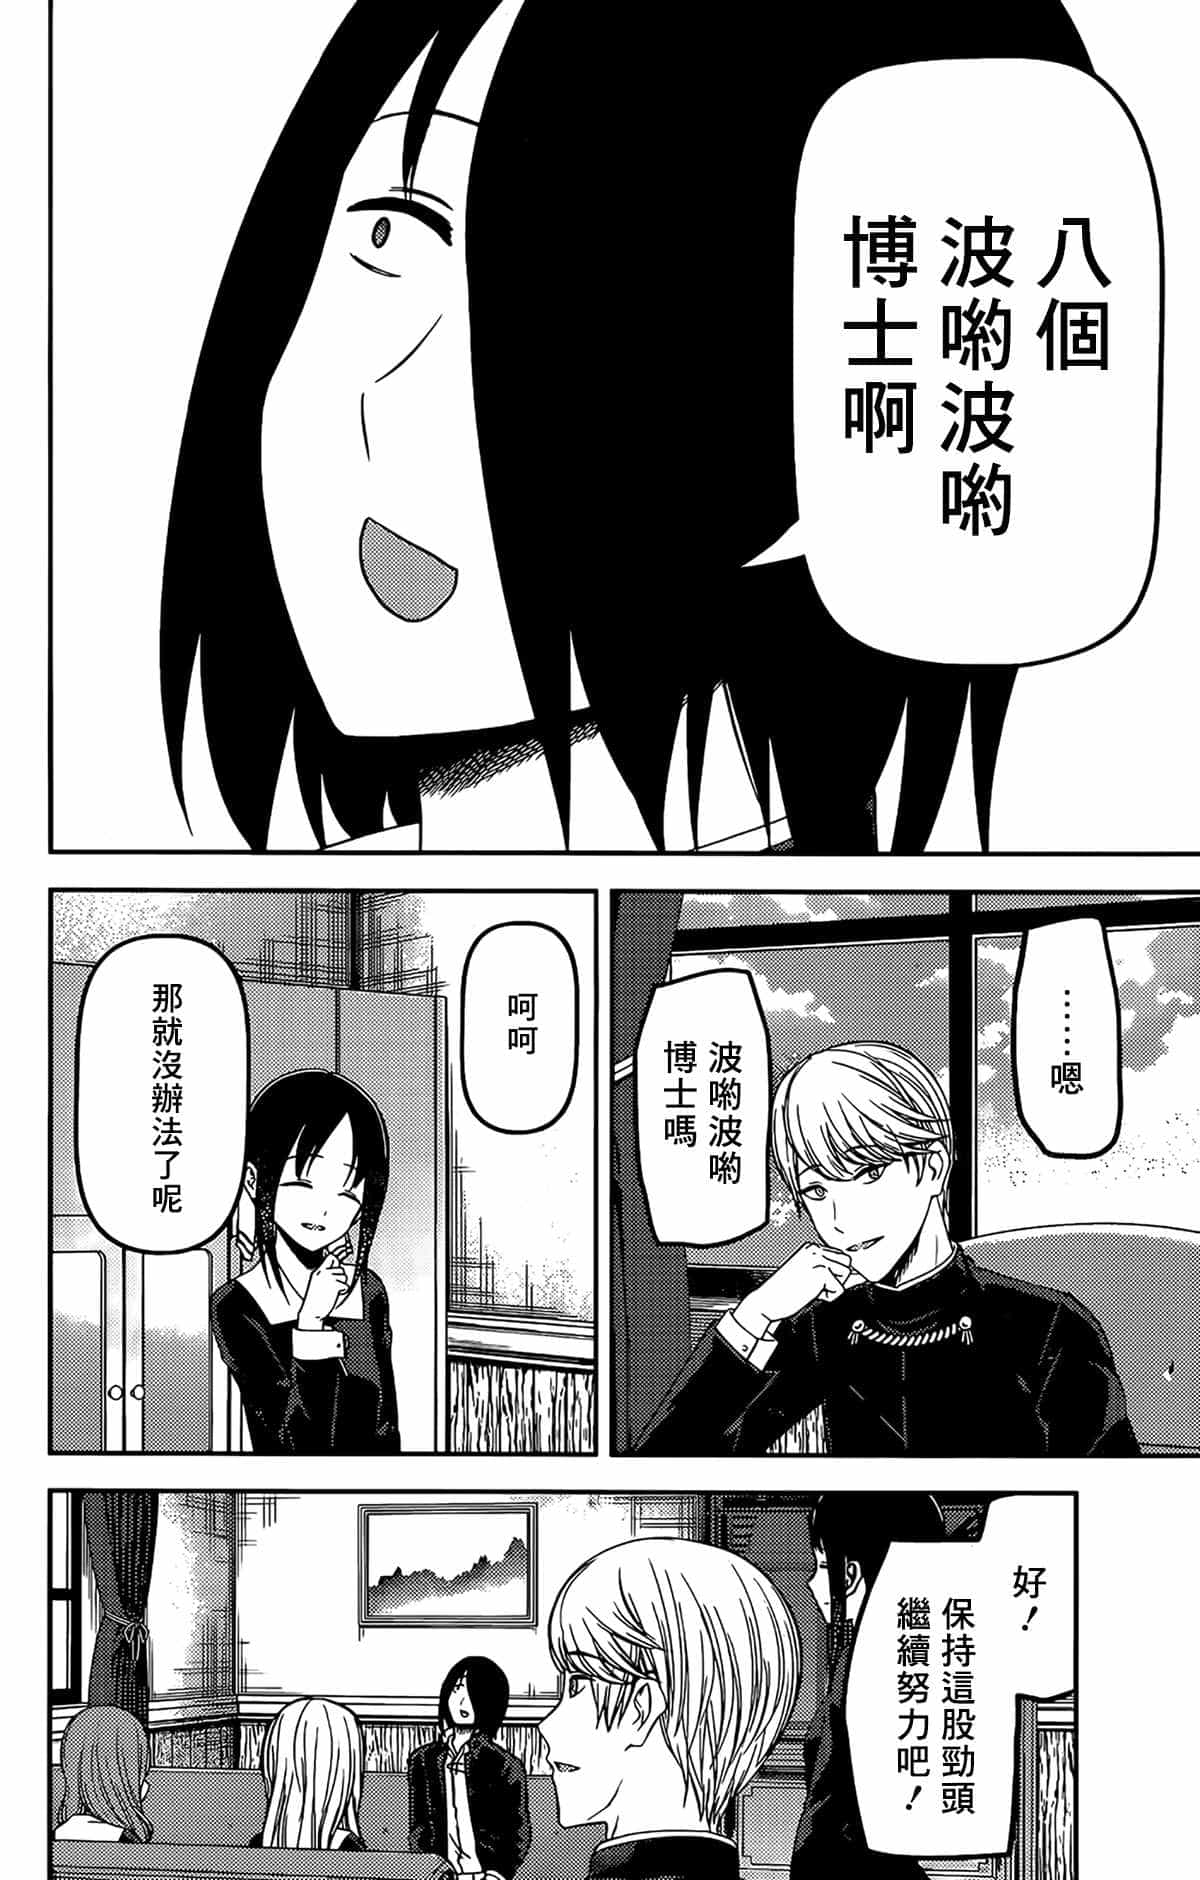 八個
波喲波喲
博士啊
……嗯
波喲波喲
博士嗎
呵呵
那就沒辦法了呢
好！
保持這股勁頭
繼續努力吧！